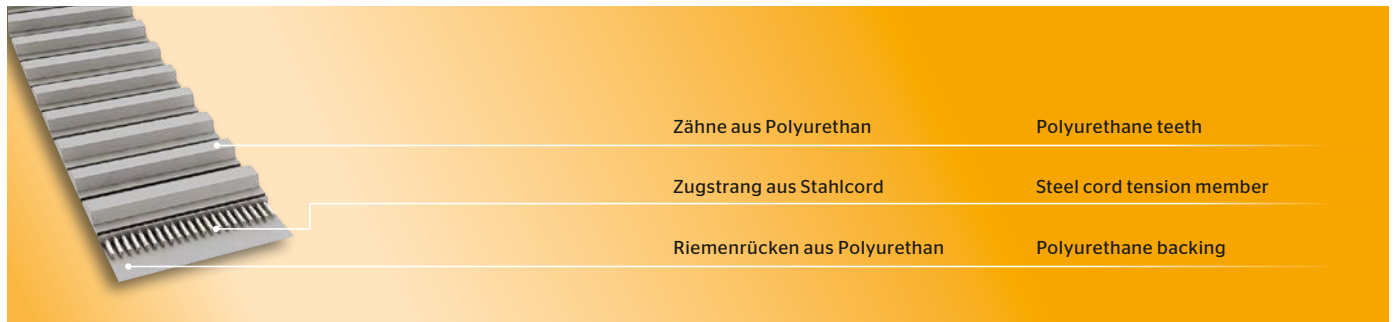 Zähne aus Polyurethan Polyurethane teeth
Zugstrang aus Stahlcord Steel cord tension member
Riemenrücken aus Polyurethan Polyurethane backing